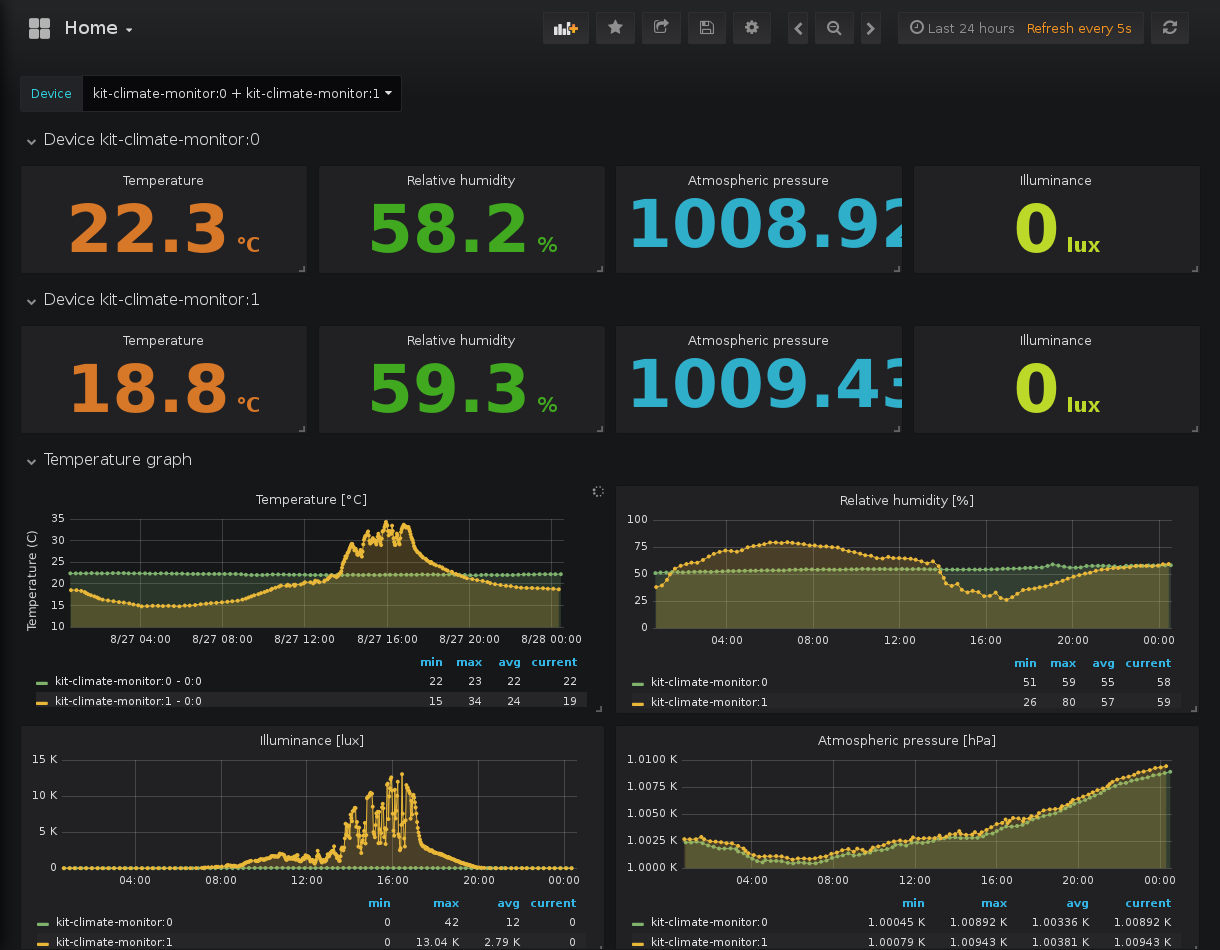 Home
Last 24 hours Refresh every 5s
Device kit-climate-monitor:0 + kit-climate-monitor:1
Device kit-climate-monitor:0
Temperature Relative humidity Atmospheric pressure Illuminance
22.3 °C 58.2 % 1008.92 0 lux
Device kit-climate-monitor:1
Temperature Relative humidity Atmospheric pressure Illuminance
18.8 °C 59.3 % 1009.43 0 lux
Temperature graph
Temperature [°C]
Temperature (C)
35
30
25
20
15
10
8/27 04:00 8/27 08:00 8/27 12:00 8/27 16:00 8/27 20:00 8/28 00:00
min max avg current
kit-climate-monitor:0 - 0:0 22 23 22 22
kit-climate-monitor:1 - 0:0 15 34 24 19
Relative humidity [%]
100
75
50
25
0
04:00 08:00 12:00 16:00 20:00 00:00
min max avg current
kit-climate-monitor:0 51 59 55 58
kit-climate-monitor:1 26 80 57 59
Illuminance [lux]
15 K
10 K
5 K
0
04:00 08:00 12:00 16:00 20:00 00:00
min max avg current
kit-climate-monitor:0 0 42 12 0
kit-climate-monitor:1 0 13.04 K 2.79 K 0
Atmospheric pressure [hPa]
1.0100 K
1.0075 K
1.0050 K
1.0025 K
1.0000 K
04:00 08:00 12:00 16:00 20:00 00:00
min max avg current
kit-climate-monitor:0 1.00045 K 1.00892 K 1.00336 K 1.00892 K
kit-climate-monitor:1 1.00079 K 1.00943 K 1.00381 K 1.00943 K